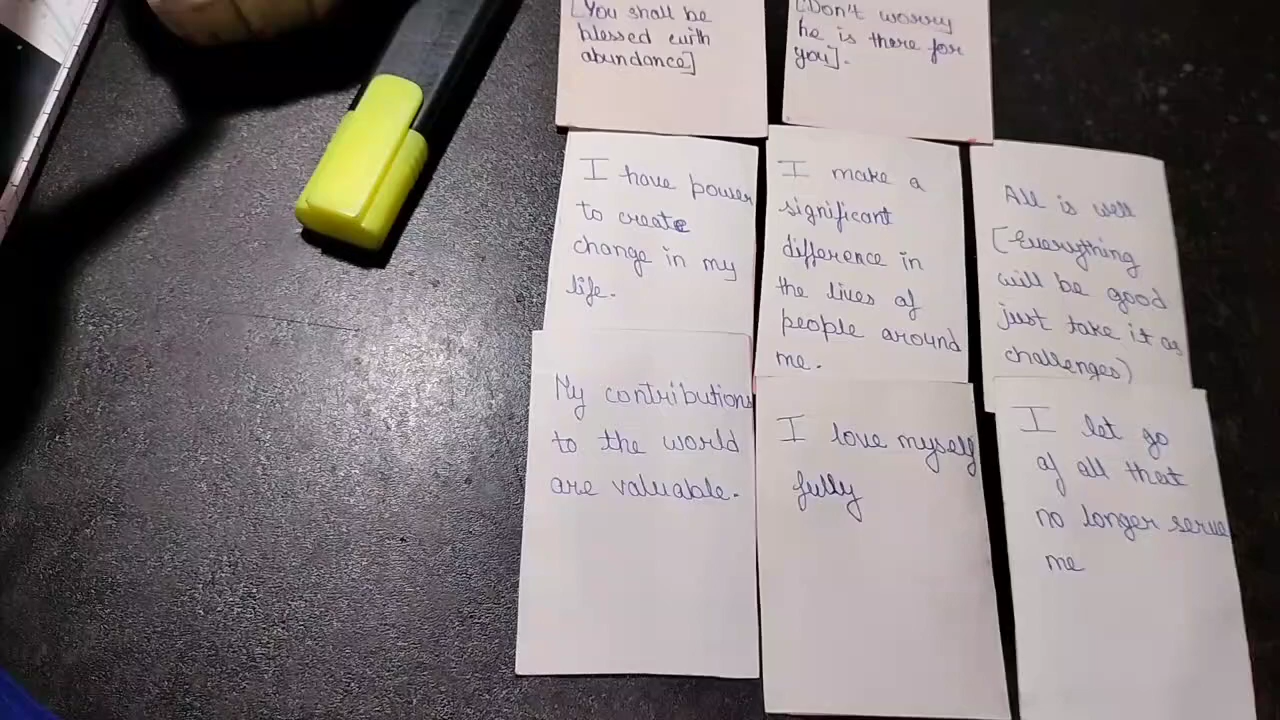 [You shall be
blessed with
abundance]
[Don't worry
he is there for
you].
I have power
to create
change in my
life.
I make a
significant
difference in
the lives of
people around
me.
All is well
[Everything
will be good
just take it as
challenges)
My contributions
to the world
are valuable.
I love myself
fully
I let go
of all that
no longer serve
me